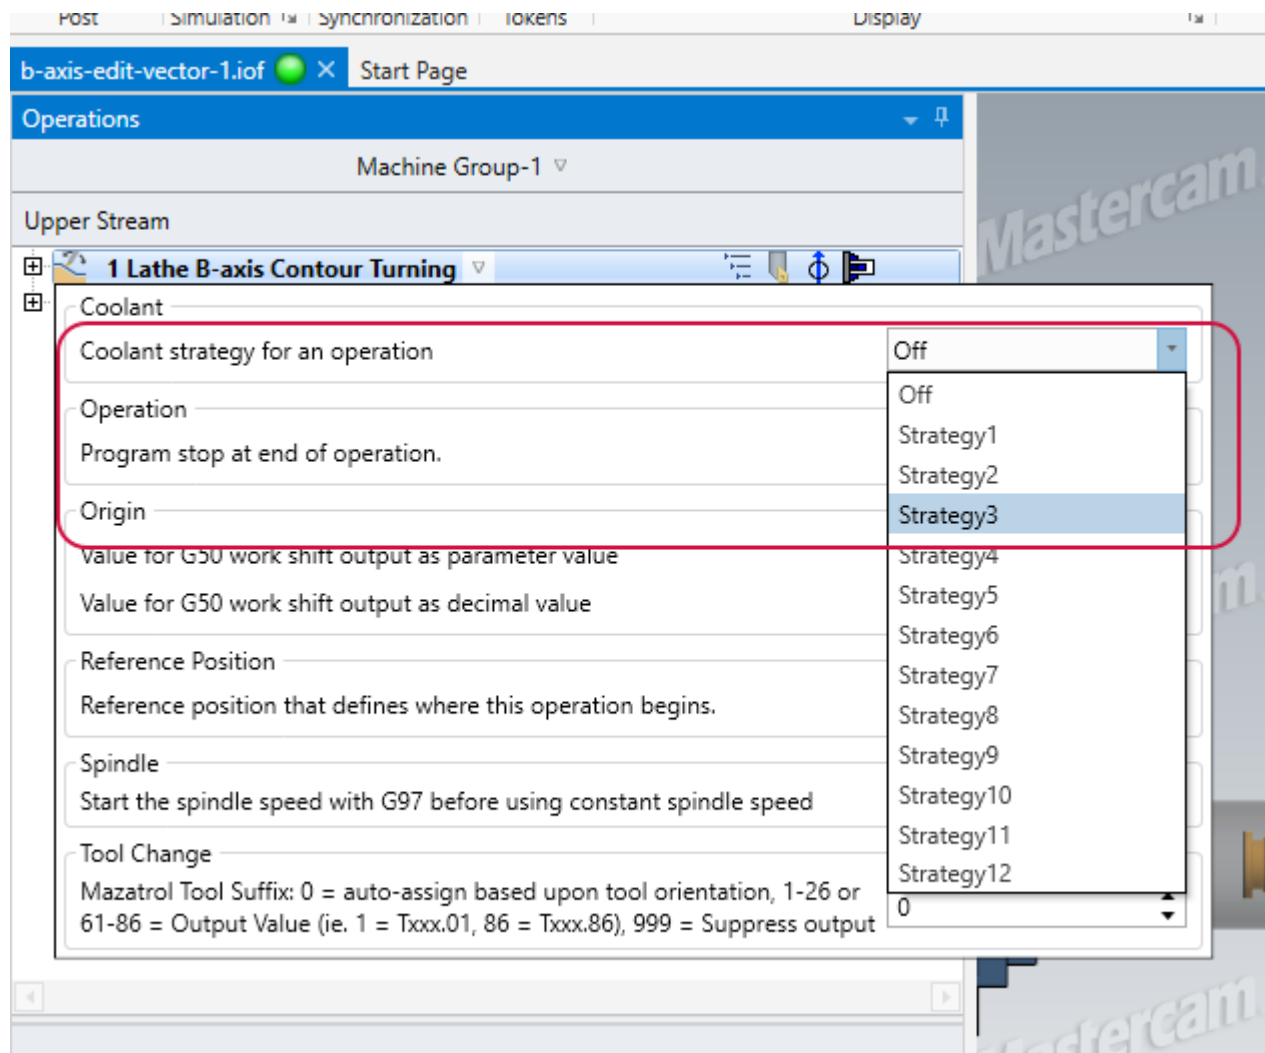 Post Simulation Synchronization Tokens Display
b-axis-edit-vector-1.iof Start Page
Operations
Machine Group-1
Upper Stream
1 Lathe B-axis Contour Turning
Coolant
Coolant strategy for an operation Off
Off
Operation
Strategy1
Program stop at end of operation.
Strategy2
Origin Strategy3
Value for G50 work shift output as parameter value Strategy4
Value for G50 work shift output as decimal value Strategy5
Strategy6
Reference Position
Strategy7
Reference position that defines where this operation begins. Strategy8
Spindle Strategy9
Start the spindle speed with G97 before using constant spindle speed Strategy10
Strategy11
Tool Change
Strategy12
Mazatrol Tool Suffix: 0 = auto-assign based upon tool orientation, 1-26 or
61-86 = Output Value (ie. 1 = Txxx.01, 86 = Txxx.86), 999 = Suppress output 0
Mastercam
Mastercam